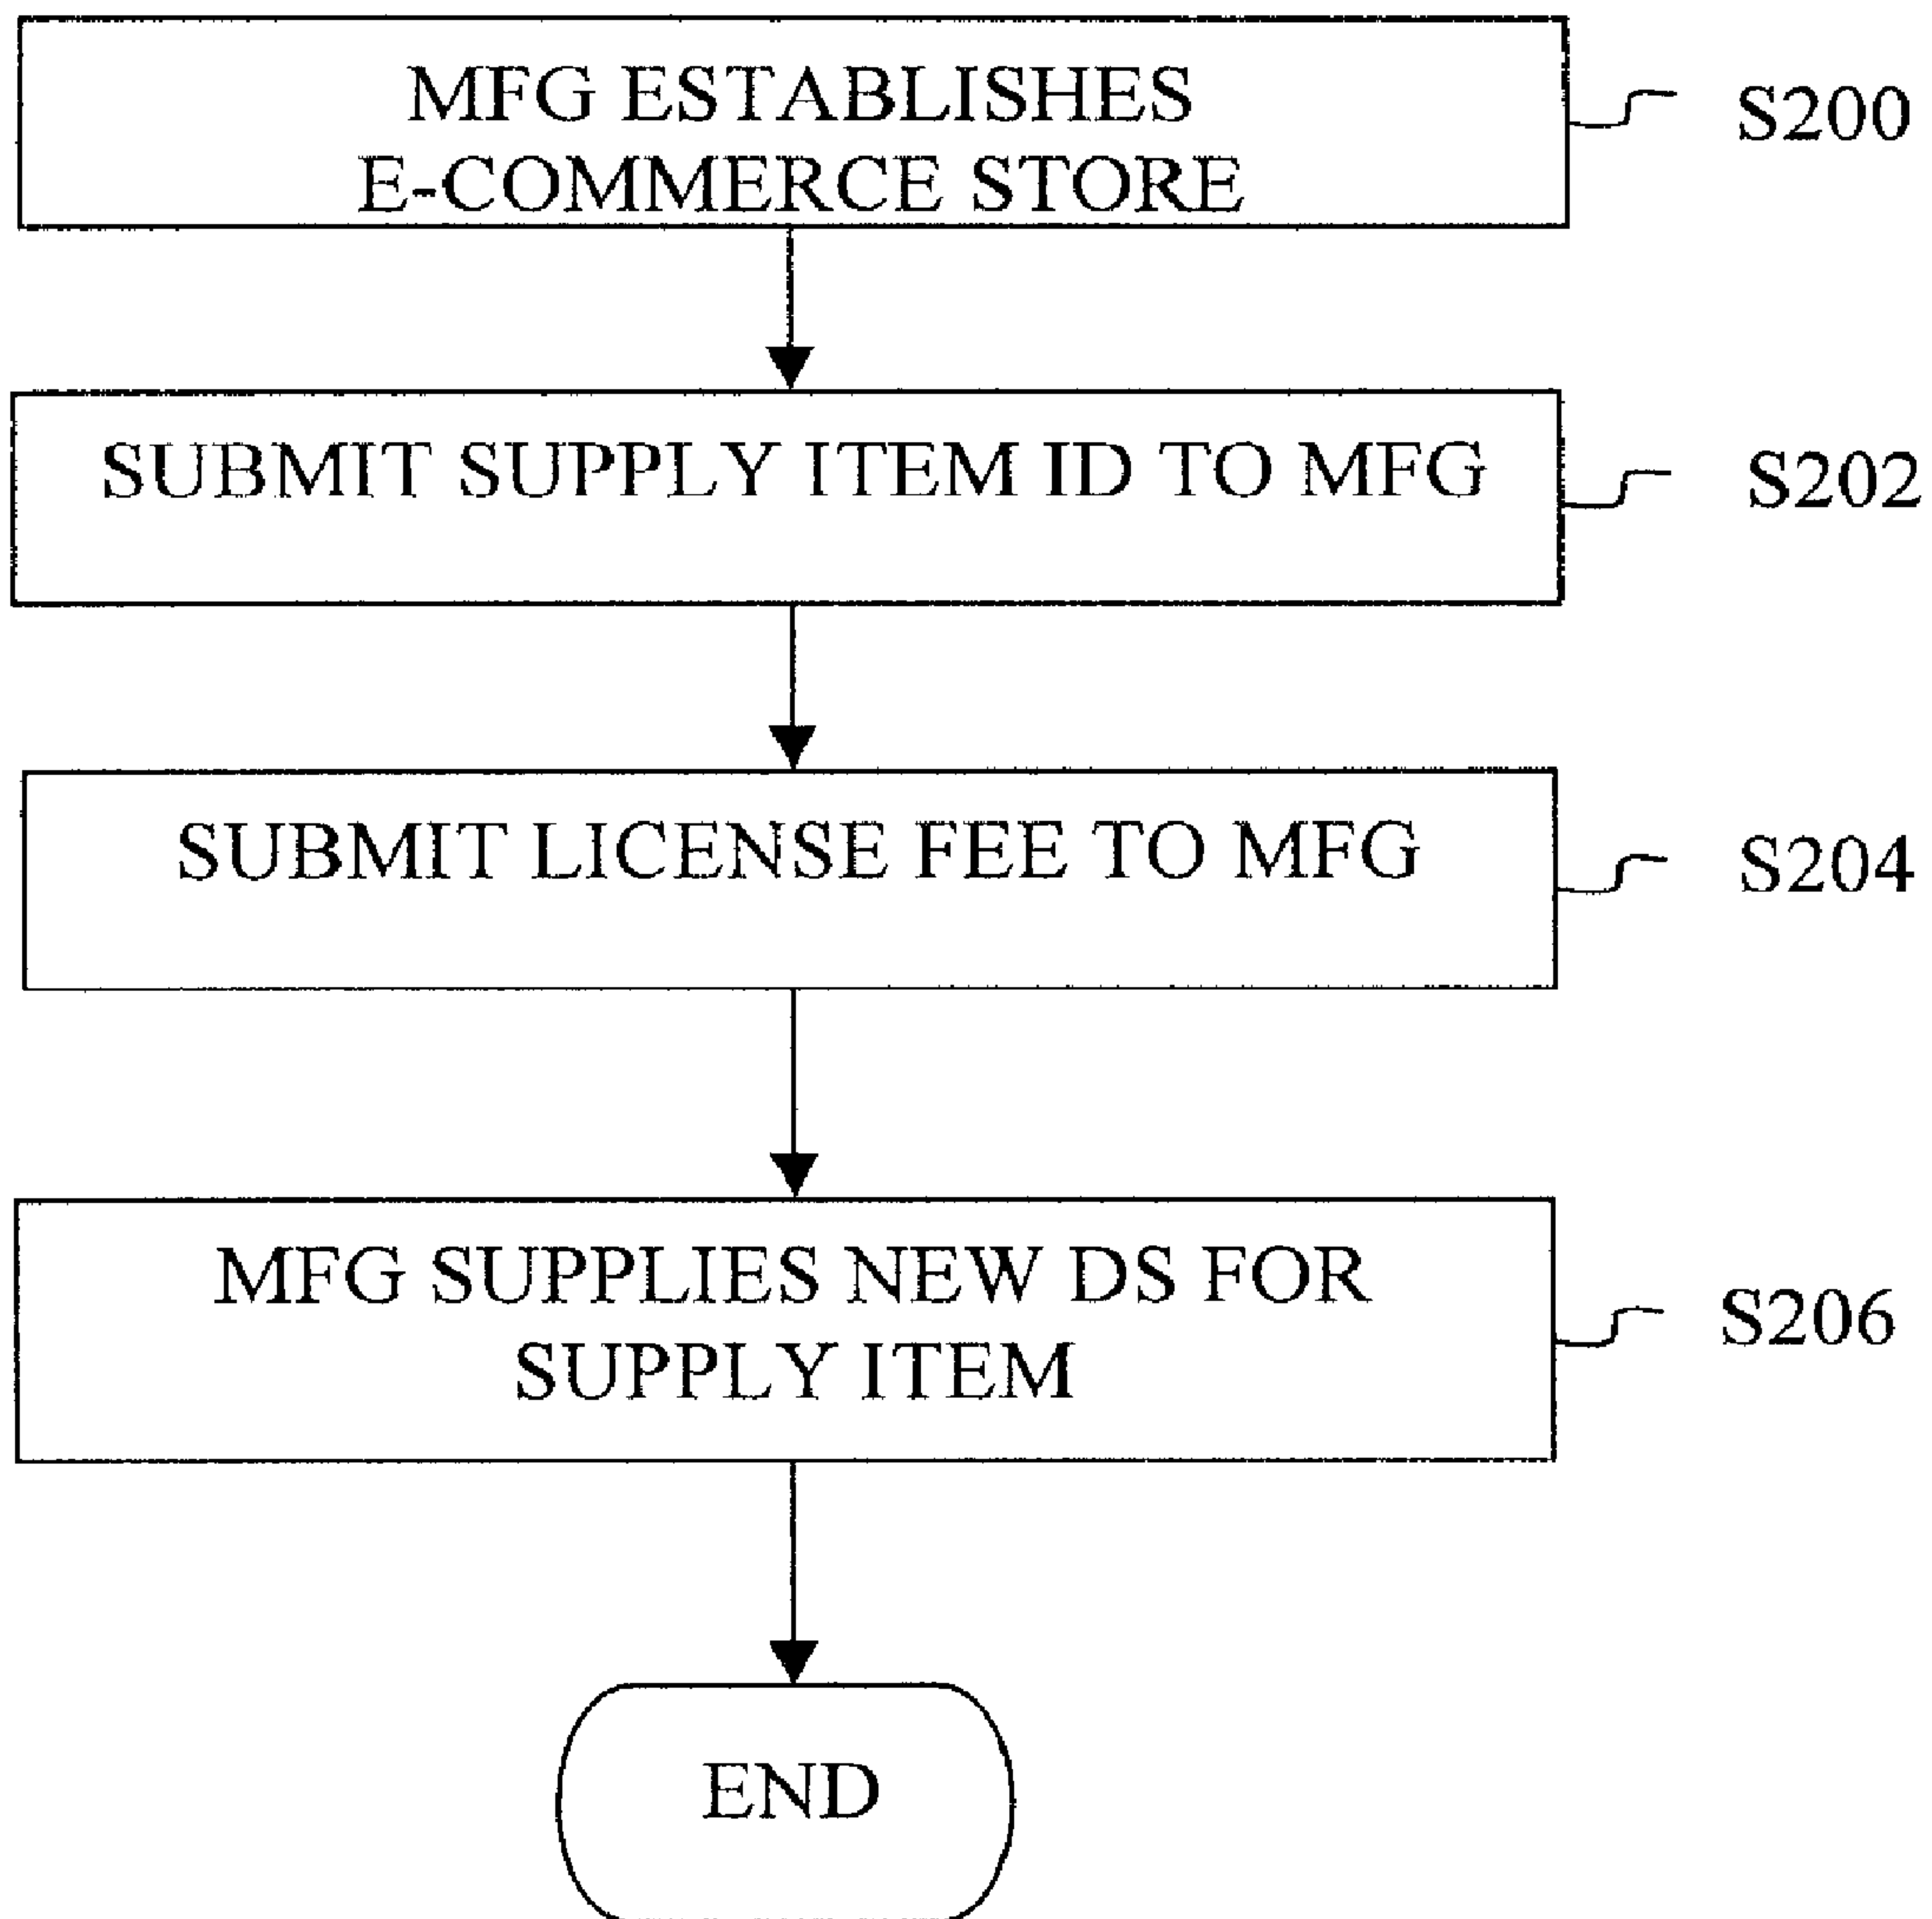 MFG ESTABLISHES
E-COMMERCE STORE
S200
SUBMIT SUPPLY ITEM ID TO MFG
S202
SUBMIT LICENSE FEE TO MFG
S204
MFG SUPPLIES NEW DS FOR
SUPPLY ITEM
S206
END